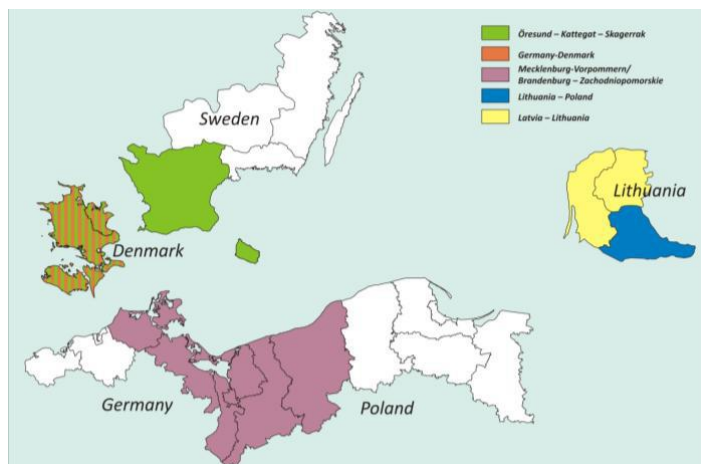 Öresund – Kattegat – Skagerrak
Germany-Denmark
Mecklenburg-Vorpommern/
Brandenburg – Zachodniopomorskie
Lithuania – Poland
Latvia – Lithuania
Sweden
Lithuania
Denmark
Germany
Poland